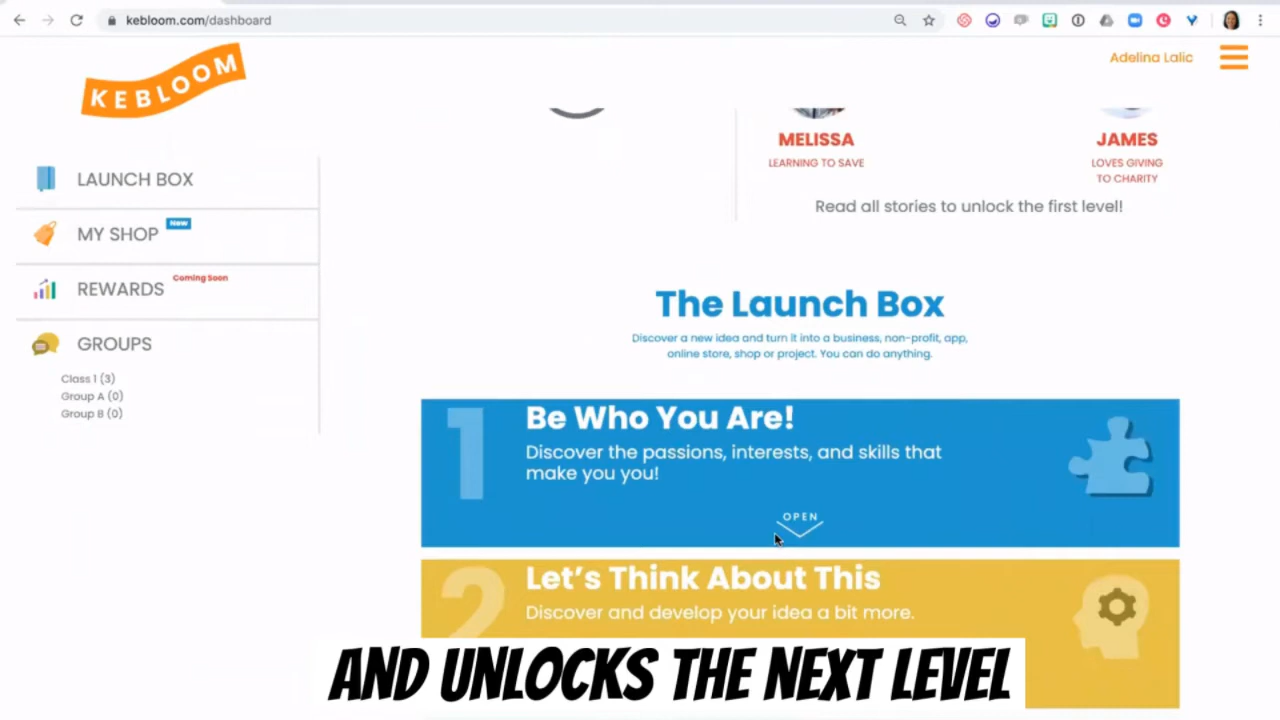 kebloom.com/dashboard
KEBLOOM
Adelina Lalic
LAUNCH BOX
MY SHOP
New
REWARDS
Coming Soon
GROUPS
Class 1 (3)
Group A (0)
Group B (0)
MELISSA
LEARNING TO SAVE
JAMES
LOVES GIVING
TO CHARITY
Read all stories to unlock the first level!
The Launch Box
Discover a new idea and turn it into a business, non-profit, app,
online store, shop or project. You can do anything.
1
Be Who You Are!
Discover the passions, interests, and skills that
make you you!
OPEN
2
Let's Think About This
Discover and develop your idea a bit more.
AND UNLOCKS THE NEXT LEVEL